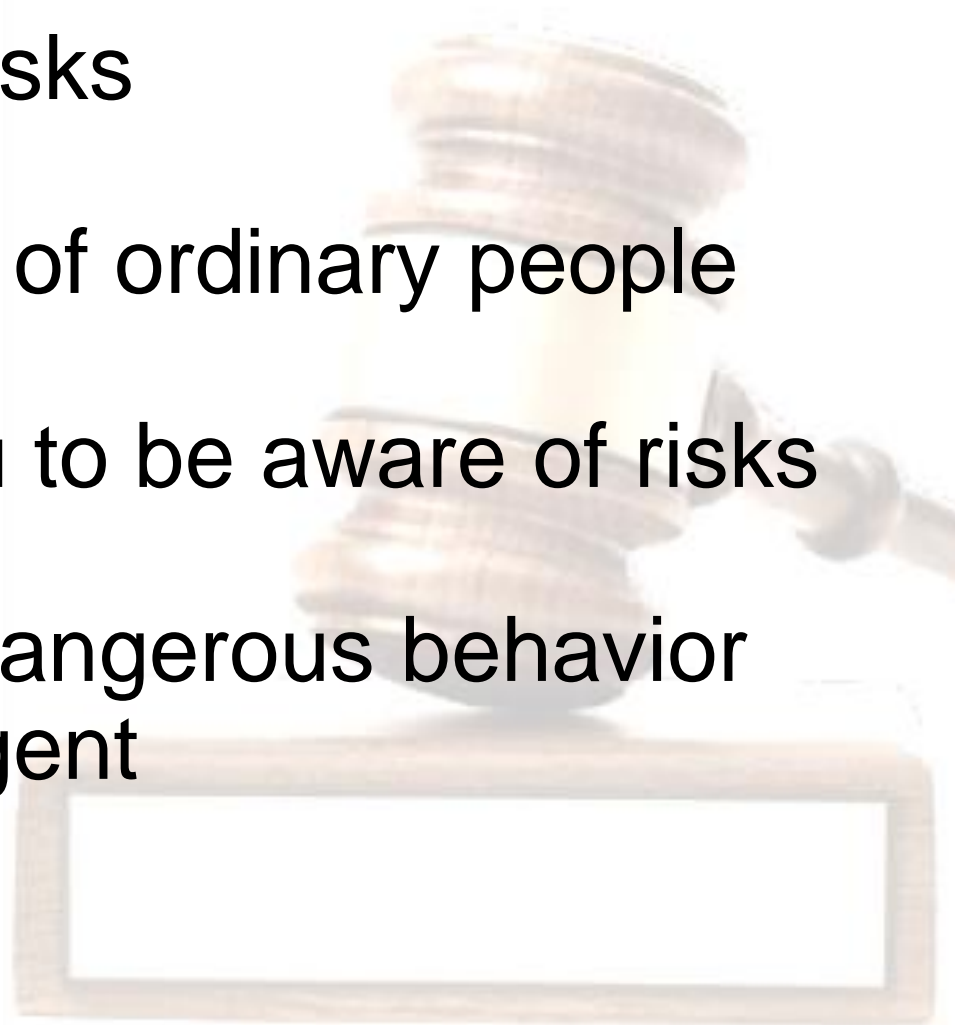 sks
of ordinary people
to be aware of risks
angerous behavior
gent